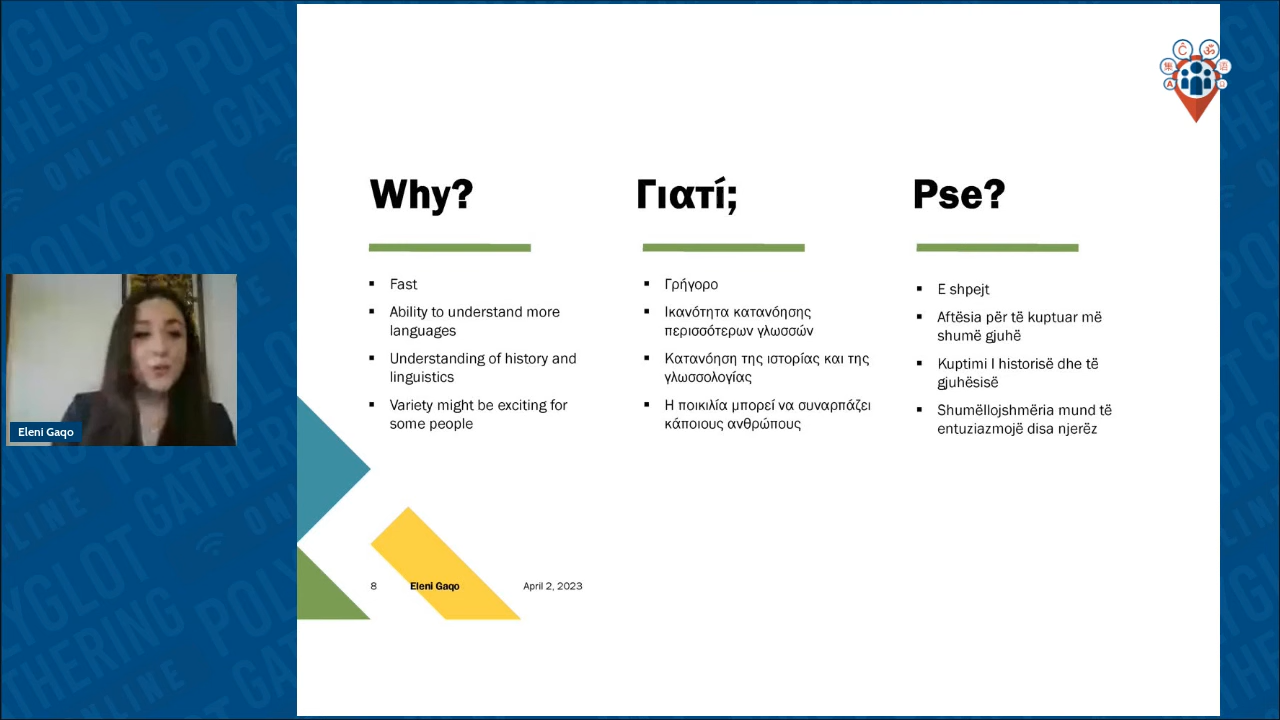 Why?
Fast
Ability to understand more
languages
Understanding of history and
linguistics
Variety might be exciting for
some people
Γιατί;
Γρήγορο
Ικανότητα κατανόησης
περισσότερων γλωσσών
Κατανόηση της ιστορίας και της
γλωσσολογίας
Η ποικιλία μπορεί να συναρπάζει
κάποιους ανθρώπους
Pse?
E shpejt
Aftësia për të kuptuar më
shumë gjuhë
Kuptimi I historisë dhe të
gjuhësisë
Shumëllojshmëria mund të
entuziazmojë disa njerëz
8 Eleni Gaqo April 2, 2023
Eleni Gaqo
POLYGLOT
GATHERING
ONLINE